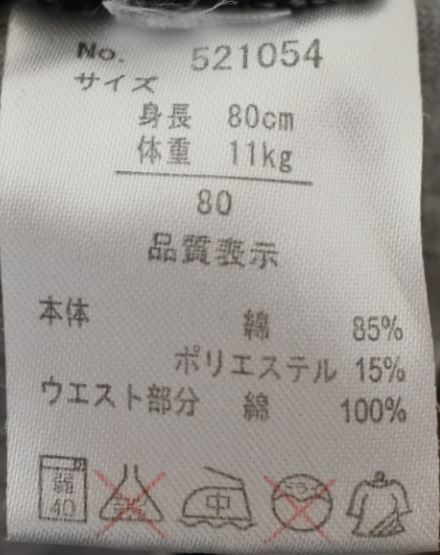 No. 521054
サイズ
身長 80cm
体重 11kg
80
品質表示
本体 綿 85%
ポリエステル 15%
ウエスト部分 綿 100%
弱
40
中